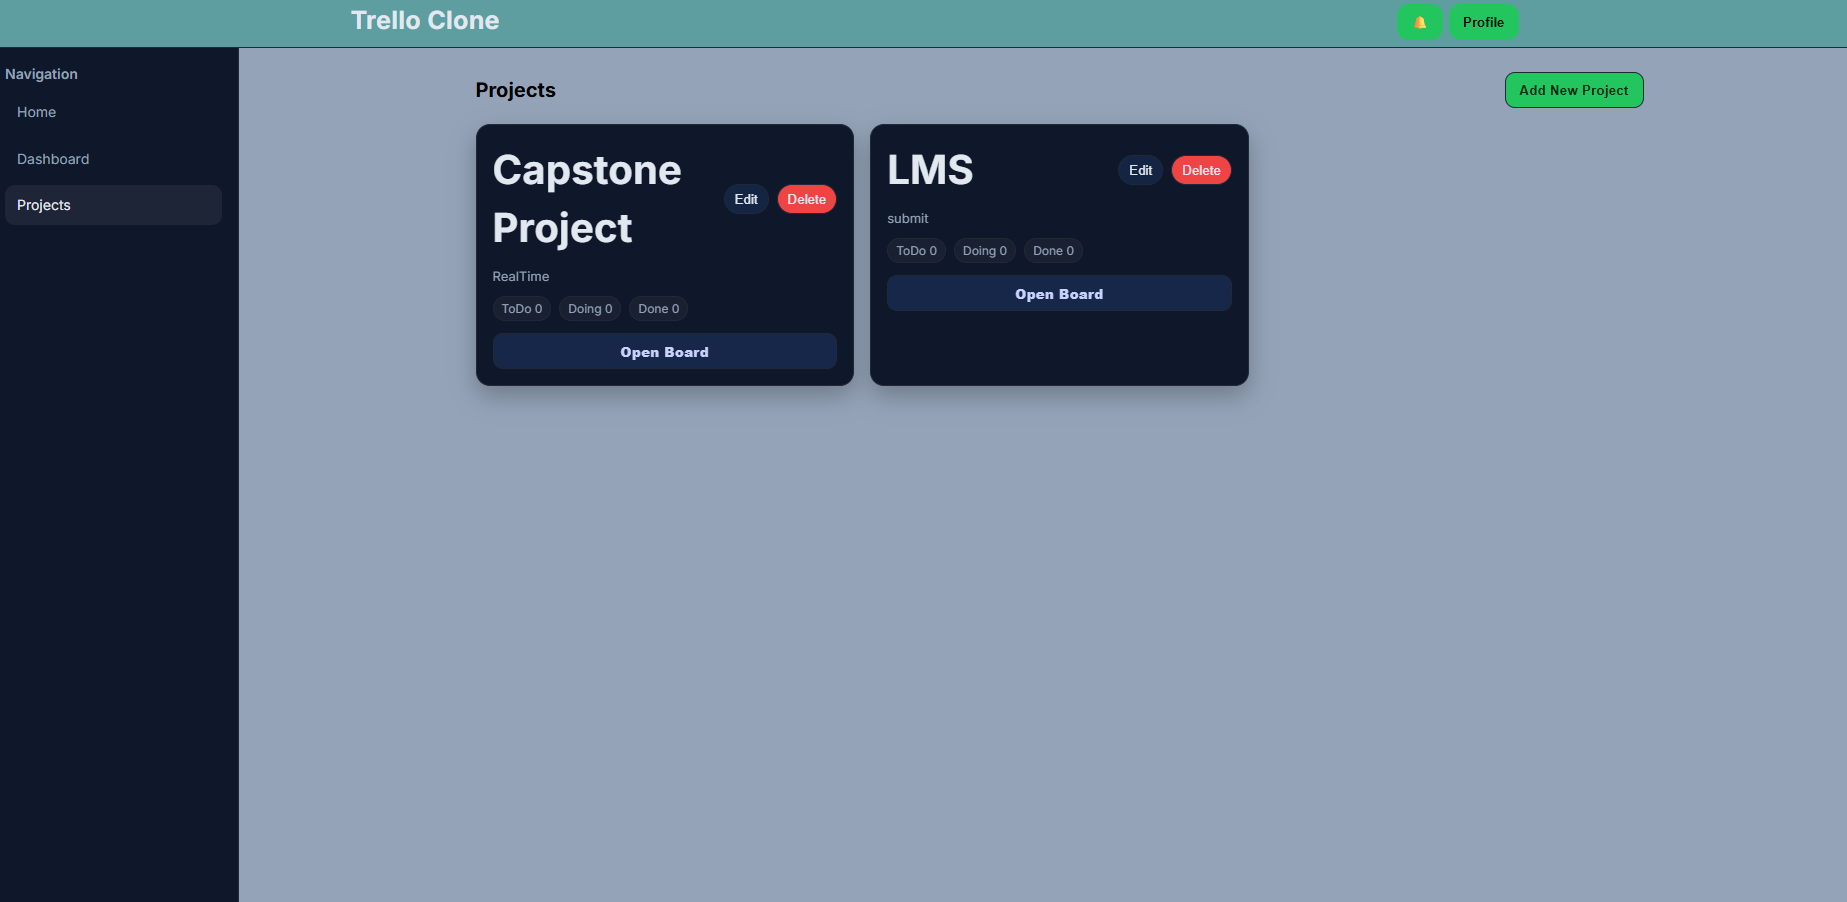 Trello Clone
Profile
Navigation
Home
Dashboard
Projects
Projects
Add New Project
Capstone
Project
Edit
Delete
RealTime
ToDo 0
Doing 0
Done 0
Open Board
LMS
Edit
Delete
submit
ToDo 0
Doing 0
Done 0
Open Board